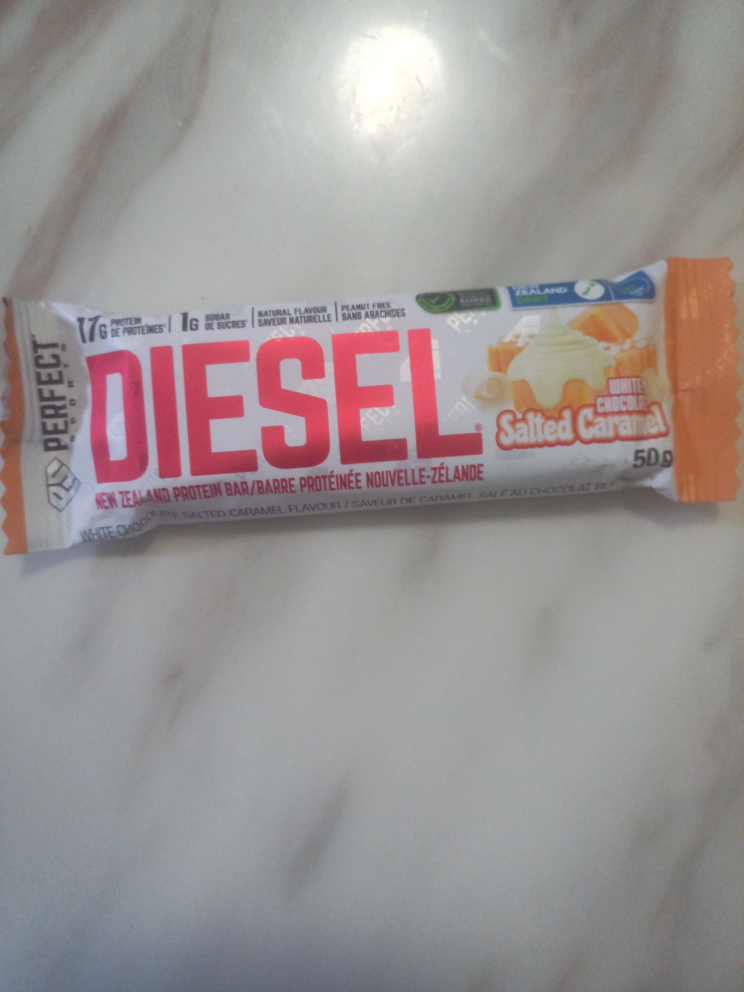 PERFECT
SPORTS
17G PROTEIN DE PROTÉINES
1G SUGAR DE SUCRES
NATURAL FLAVOUR
SAVEUR NATURELLE
PEANUT FREE
SANS ARACHIDES
ZEALAND
DAIRY
DIESEL®
WHITE
Salted Caramel
NEW ZEALAND PROTEIN BAR/BARRE PROTÉINÉE NOUVELLE-ZÉLANDE
50g
WHITE CHOCOLATE SALTED CARAMEL FLAVOUR / SAVEUR DE CARAMEL SALÉ AU CHOCOLAT